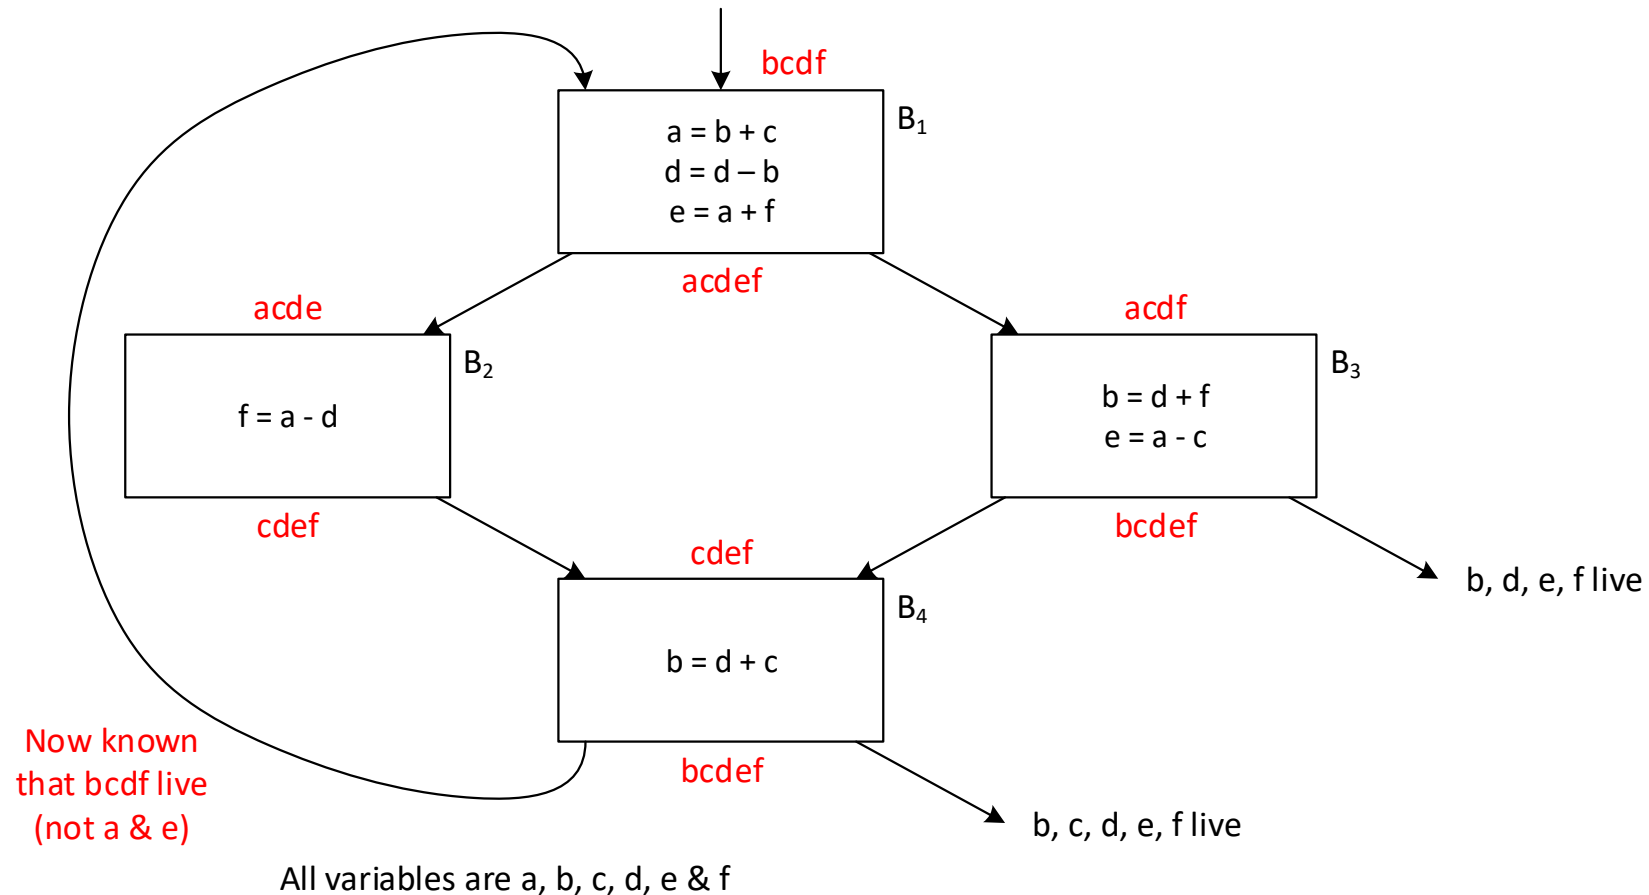 bcdf
B₁
a = b + c
d = d – b
e = a + f
acdef
acde
acdf
B₂
B₃
f = a - d
b = d + f
e = a - c
cdef
bcdef
cdef
b, d, e, f live
B₄
b = d + c
Now known
that bcdf live
(not a & e)
bcdef
b, c, d, e, f live
All variables are a, b, c, d, e & f